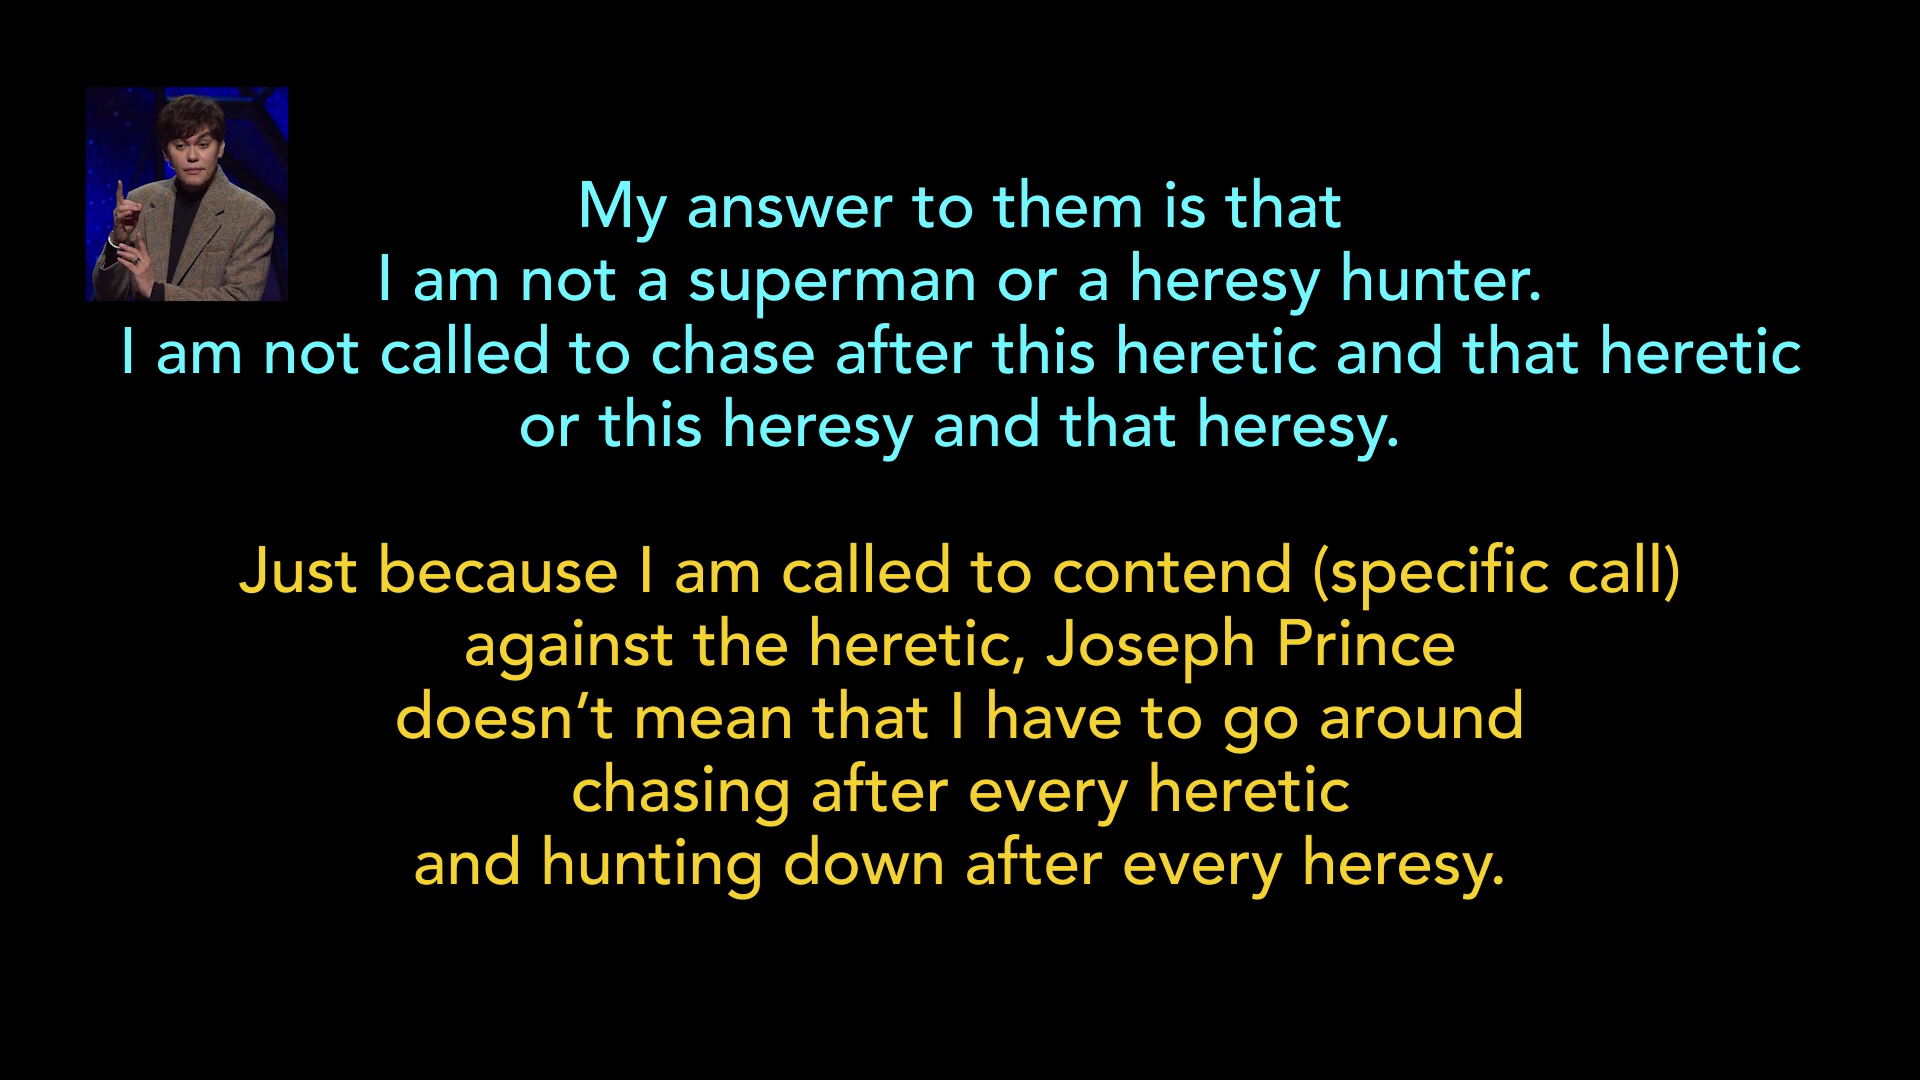 My answer to them is that
I am not a superman or a heresy hunter.
I am not called to chase after this heretic and that heretic
or this heresy and that heresy.
Just because I am called to contend (specific call)
against the heretic, Joseph Prince
doesn’t mean that I have to go around
chasing after every heretic
and hunting down after every heresy.